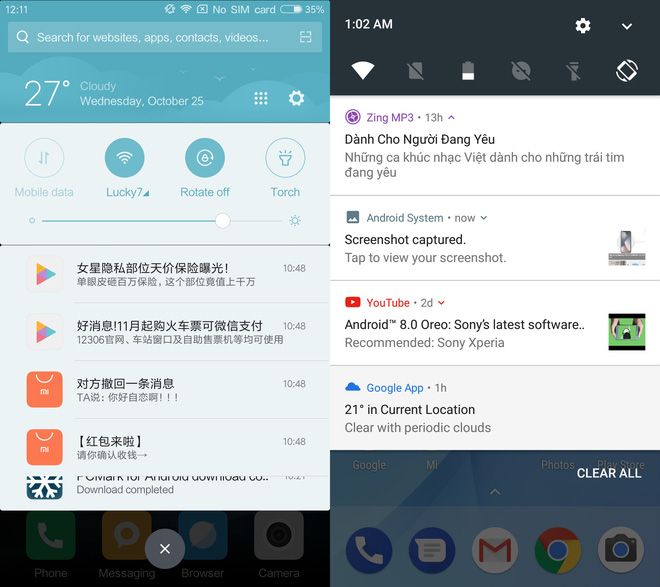 12:11
No SIM card
35%
Search for websites, apps, contacts, videos...
27°
Cloudy
Wednesday, October 25
Mobile data
Lucky7
Rotate off
Torch
女星隐私部位天价保险曝光!
10:48
单眼皮砸百万保险，这个部位竟值上千万
好消息!11月起购火车票可微信支付
10:48
12306官网、车站窗口及自助售票机等均可使用
对方撤回一条消息
10:48
TA说: 你好自恋啊!!!
【红包来啦】
10:48
请你确认收钱→
PCMark for Android download co..
10:21
Download completed
Phone
Messaging
Browser
Camera
1:02 AM
Zing MP3 • 13h
Dành Cho Người Đang Yêu
Những ca khúc nhạc Việt dành cho những trái tim
đang yêu
Android System • now
Screenshot captured.
Tap to view your screenshot.
YouTube • 2d
Android™ 8.0 Oreo: Sony's latest software..
Recommended: Sony Xperia
Google App • 1h
21° in Current Location
Clear with periodic clouds
Google
Mi
Photos
Play Store
CLEAR ALL